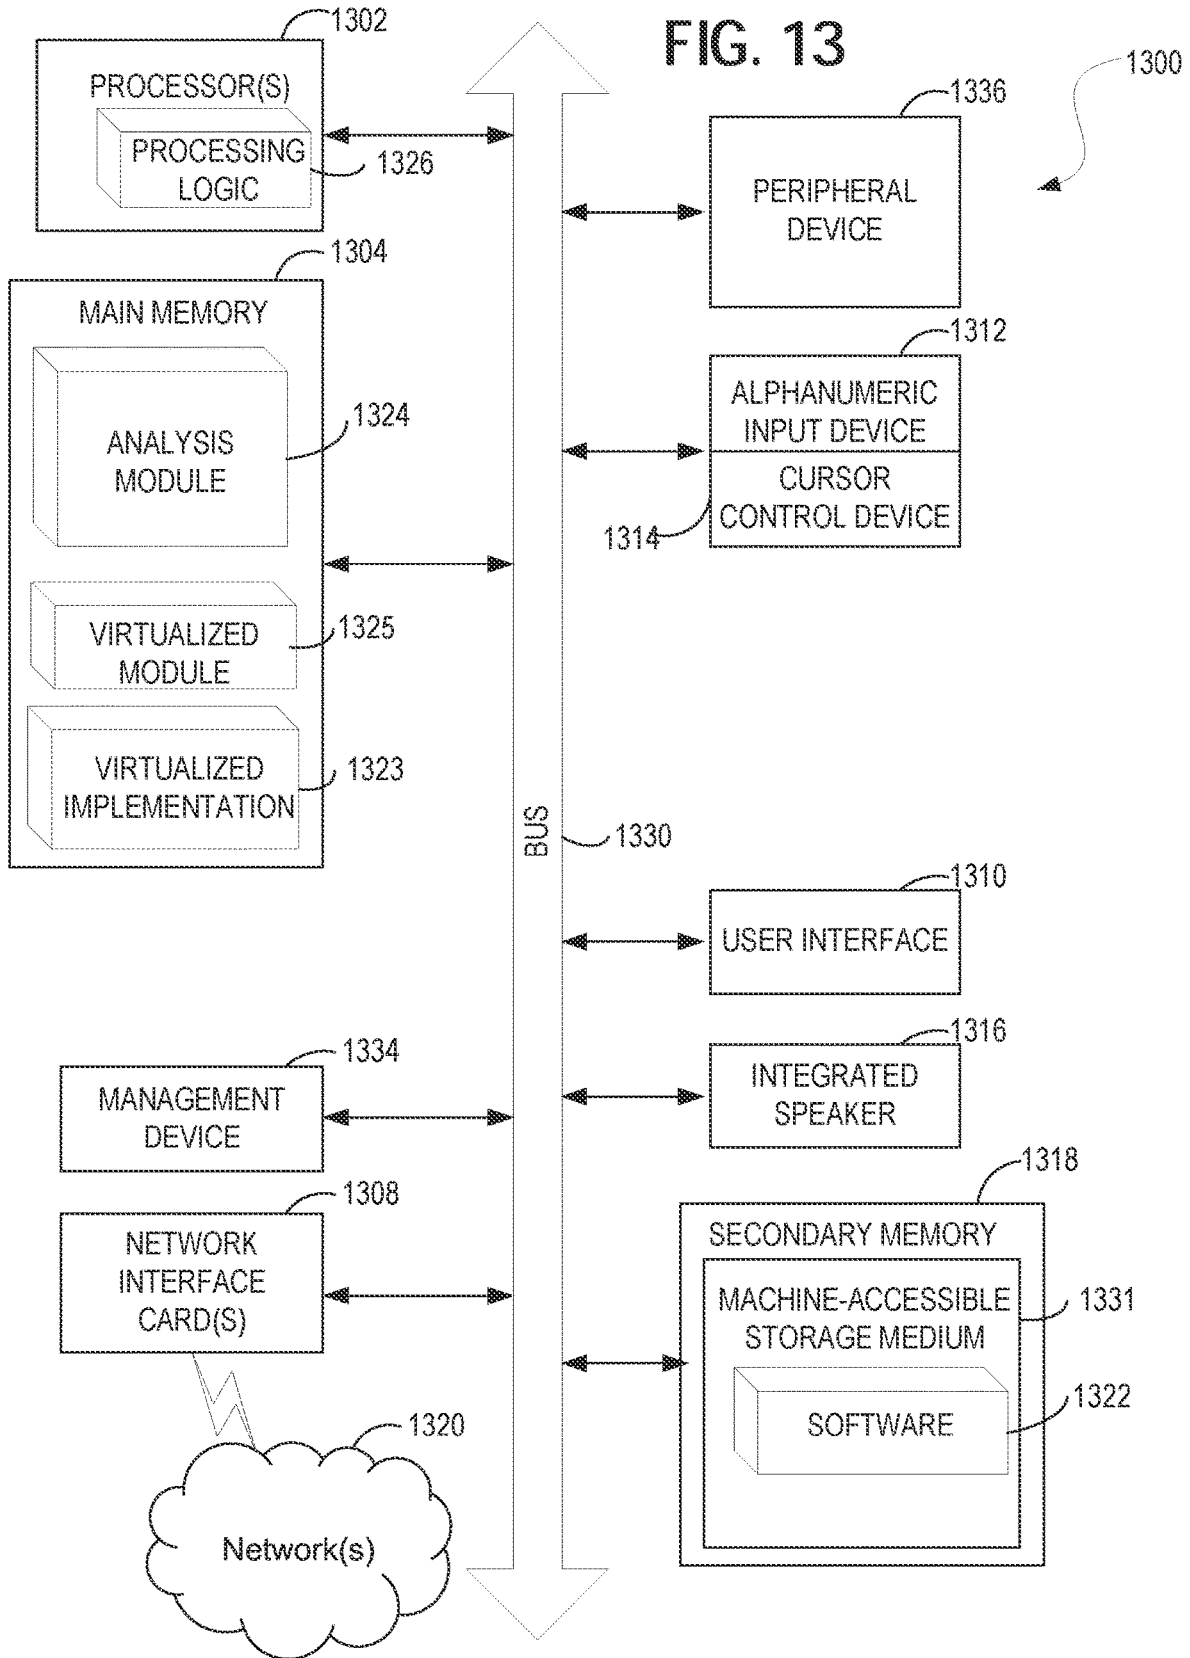 FIG. 13
1300
1302
PROCESSOR(S)
PROCESSING
LOGIC
1326
1304
MAIN MEMORY
ANALYSIS
MODULE
1324
VIRTUALIZED
MODULE
1325
VIRTUALIZED
IMPLEMENTATION
1323
1334
MANAGEMENT
DEVICE
1308
NETWORK
INTERFACE
CARD(S)
1320
Network(s)
BUS
1330
1336
PERIPHERAL
DEVICE
1312
ALPHANUMERIC
INPUT DEVICE
CURSOR
CONTROL DEVICE
1314
1310
USER INTERFACE
1316
INTEGRATED
SPEAKER
1318
SECONDARY MEMORY
MACHINE-ACCESSIBLE
STORAGE MEDIUM
1331
SOFTWARE
1322